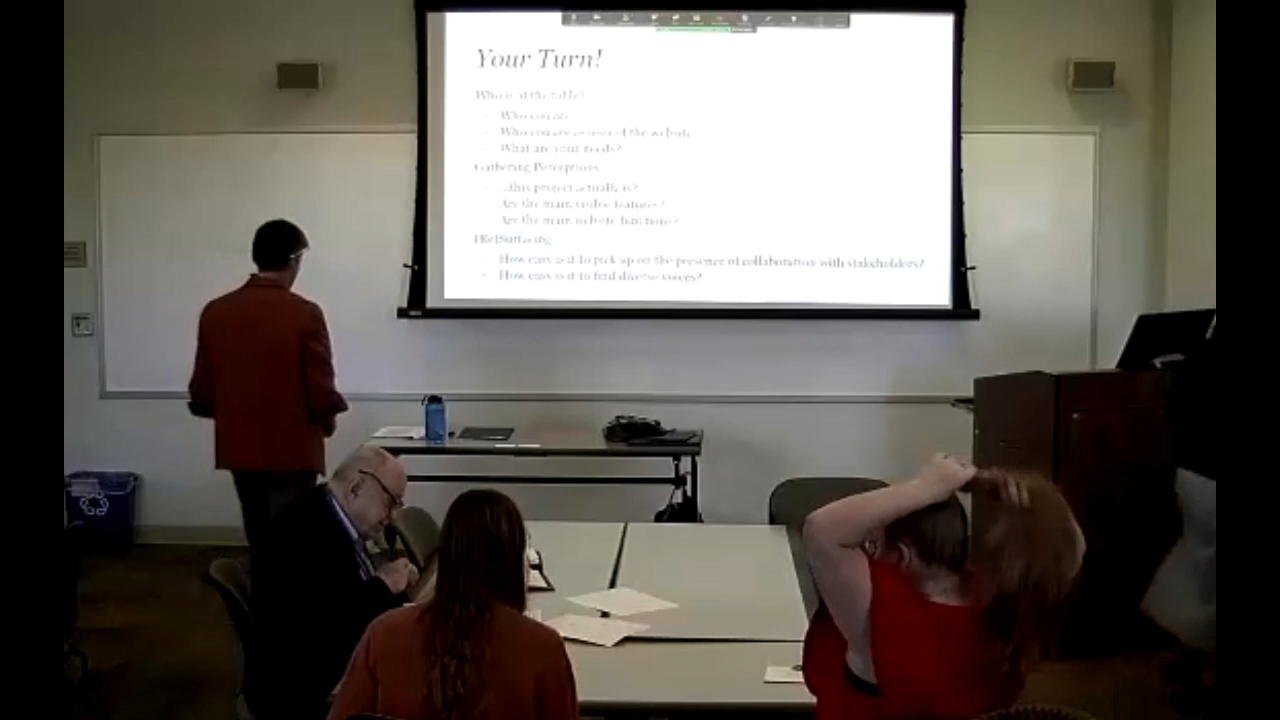 Your Turn!
Who is at the table?
- Who you are
- Who you are as user of the website
- What are your needs?
Gathering Perceptions
- ...this project actually is?
Are the main visible features?
Are the main website functions?
[Re]Surfacing
- How easy is it to pick up on the presence of collaboration with stakeholders?
- How easy is it to find diverse voices?